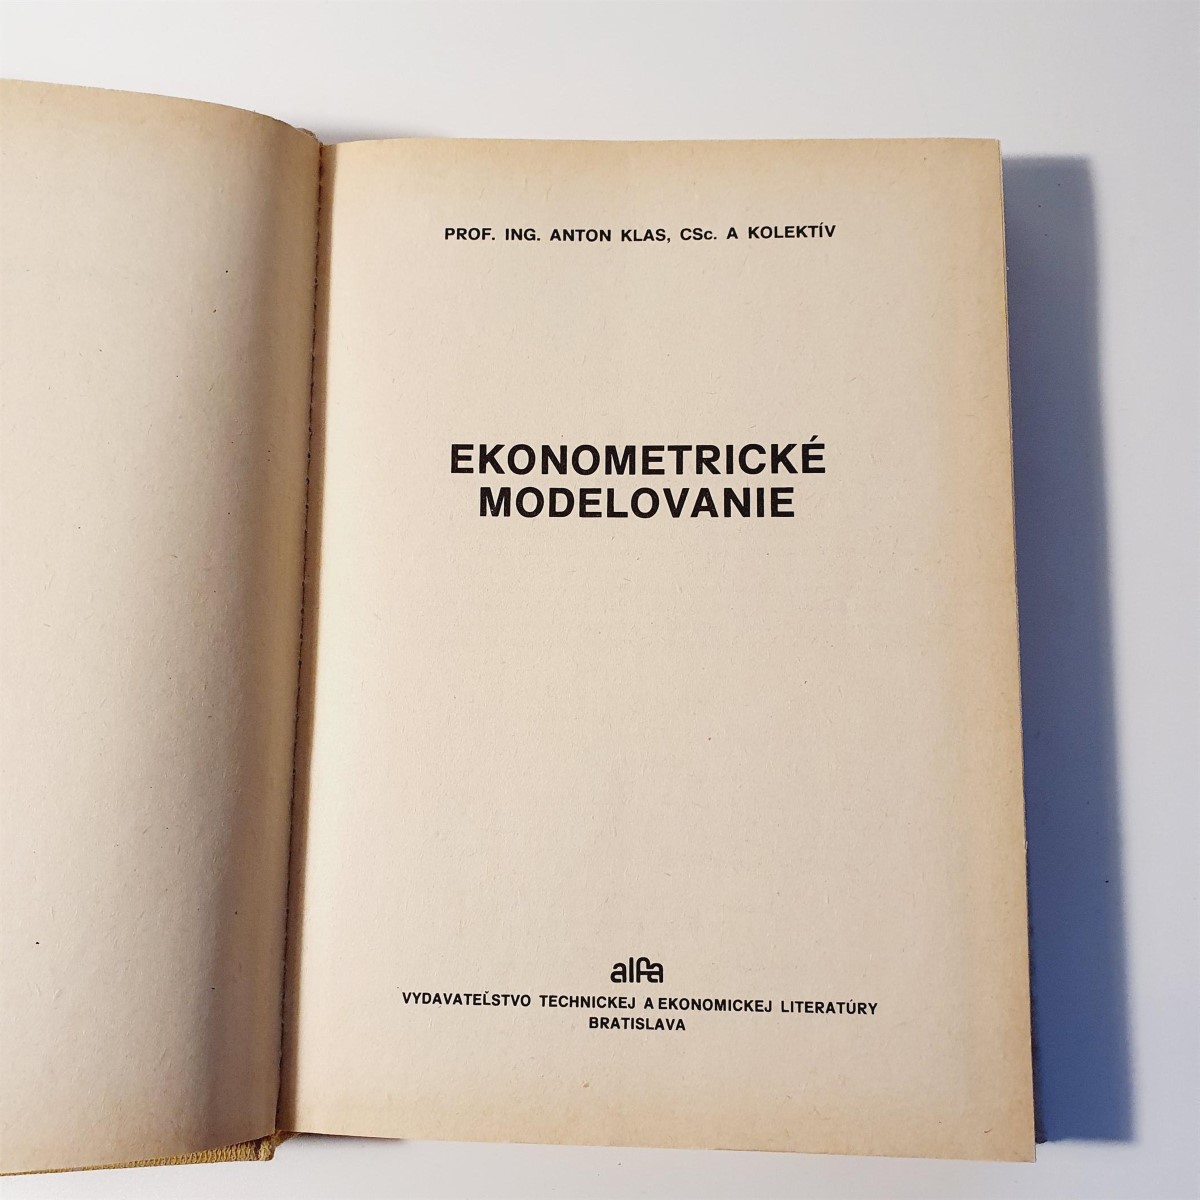 PROF. ING. ANTON KLAS, CSc. A KOLEKTÍV
EKONOMETRICKÉ
MODELOVANIE
alfa
VYDAVATEĽSTVO TECHNICKEJ A EKONOMICKEJ LITERATÚRY
BRATISLAVA